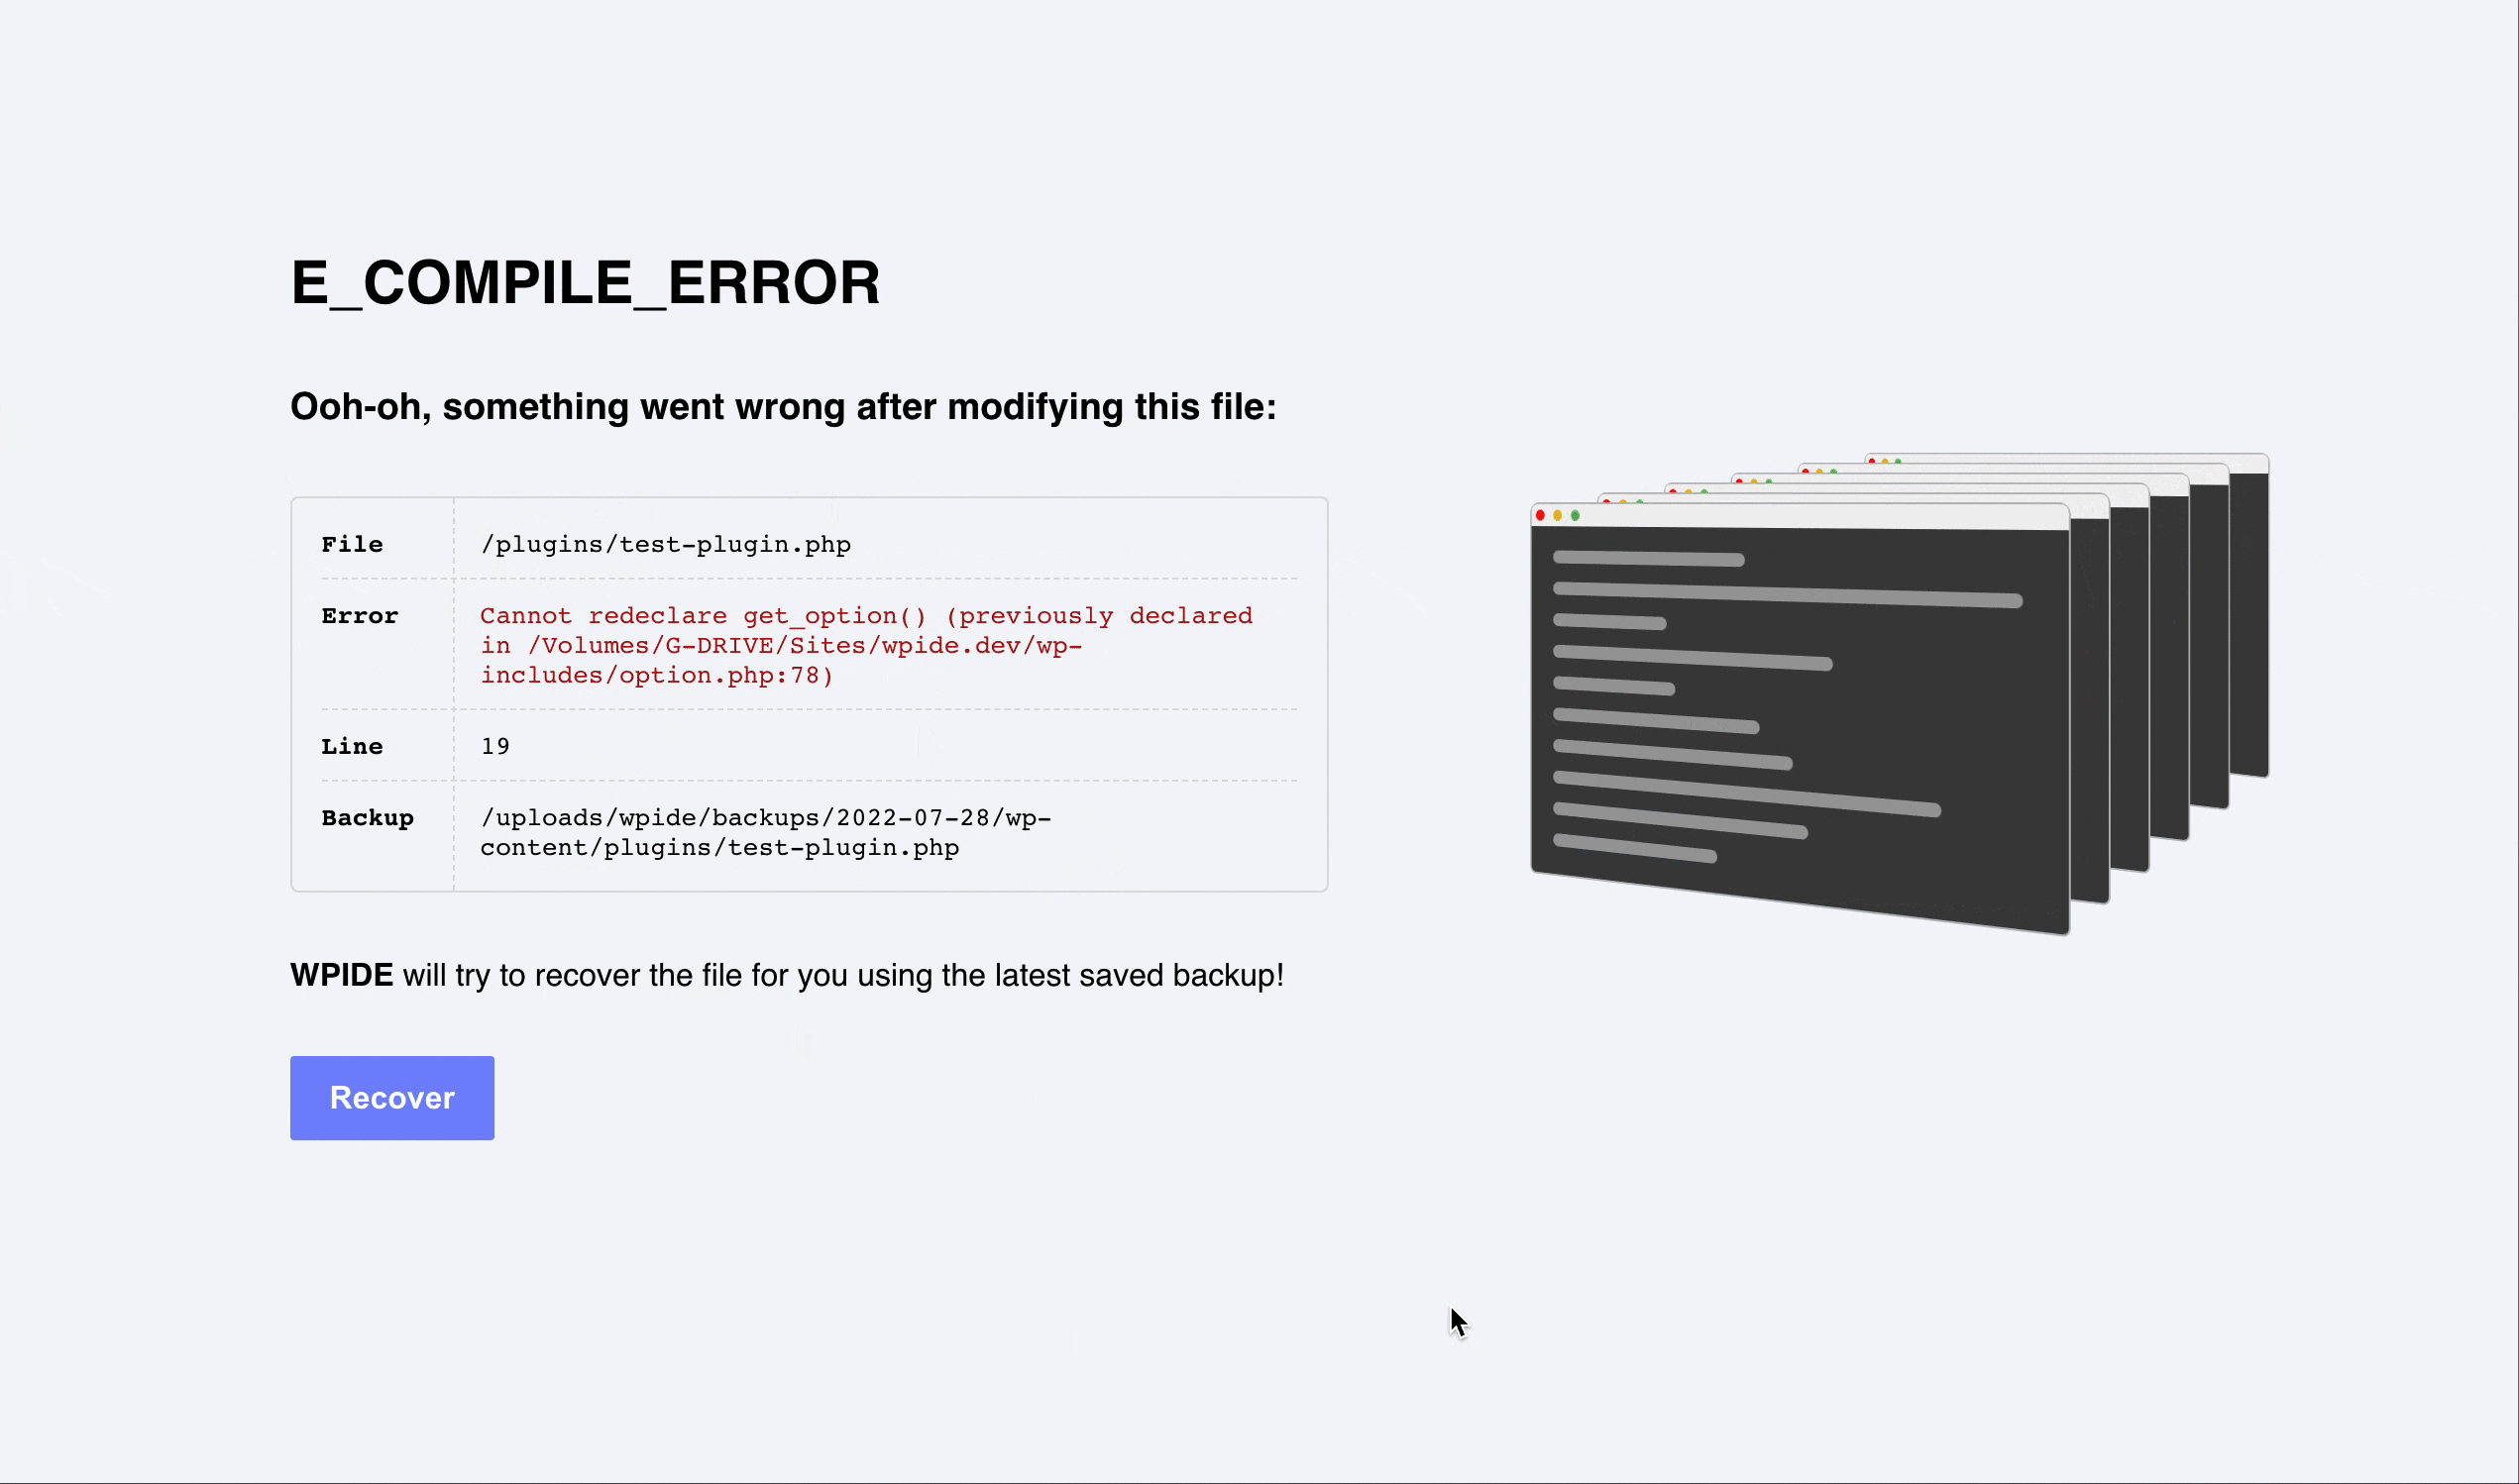 E_COMPILE_ERROR
Ooh-oh, something went wrong after modifying this file:
File /plugins/test-plugin.php
Error Cannot redeclare get_option() (previously declared
in /Volumes/G-DRIVE/Sites/wpide.dev/wp-
includes/option.php:78)
Line 19
Backup /uploads/wpide/backups/2022-07-28/wp-
content/plugins/test-plugin.php
WPIDE will try to recover the file for you using the latest saved backup!
Recover